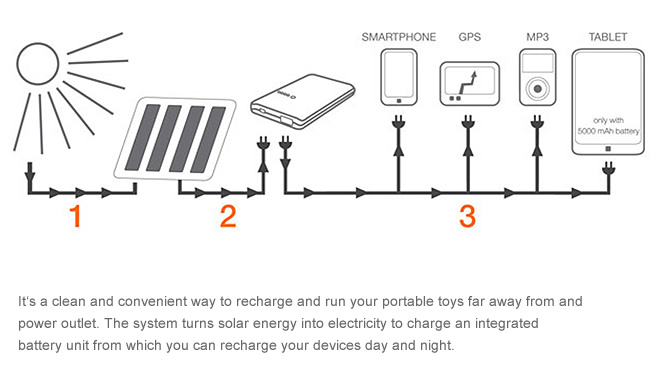 SMARTPHONE GPS MP3 TABLET
only with
5000 mAh battery
1 2 3
It's a clean and convenient way to recharge and run your portable toys far away from and
power outlet. The system turns solar energy into electricity to charge an integrated
battery unit from which you can recharge your devices day and night.